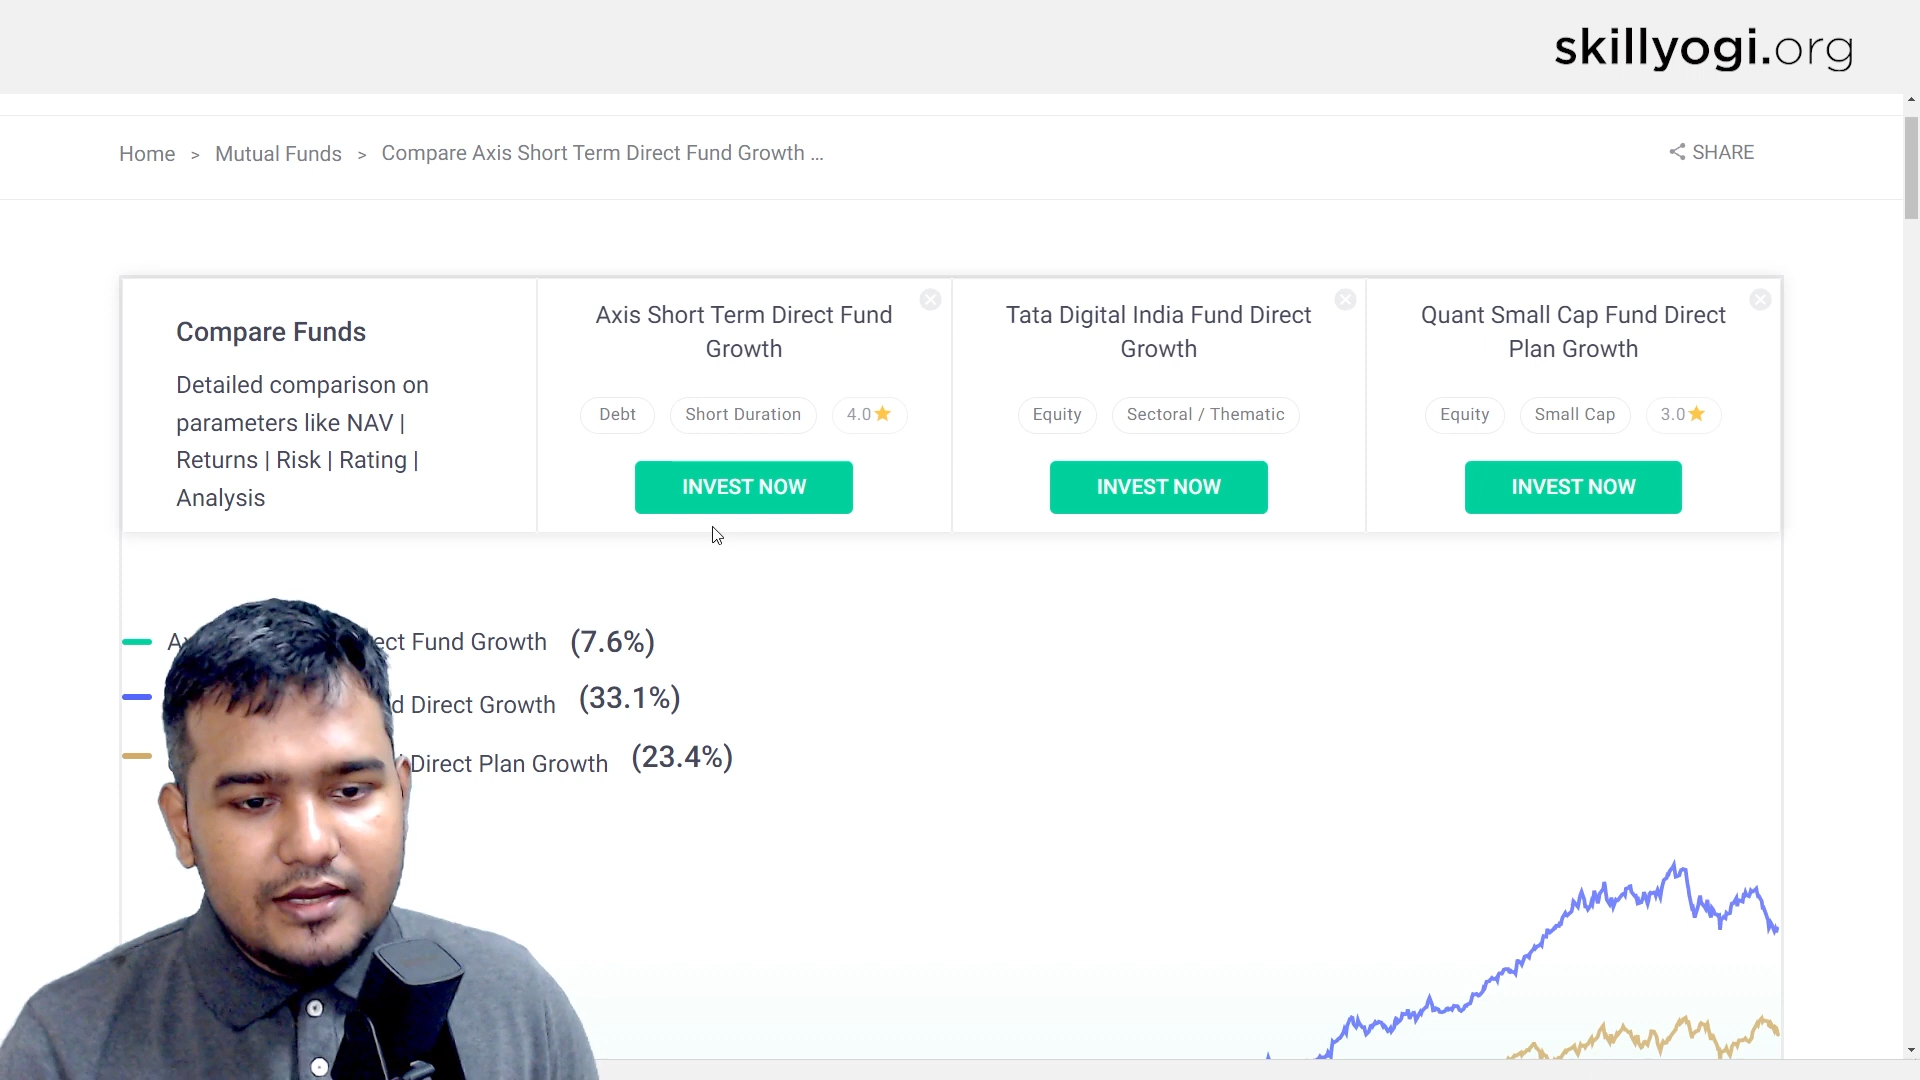 skillyogi.org
Home > Mutual Funds > Compare Axis Short Term Direct Fund Growth ...
SHARE
Compare Funds
Detailed comparison on
parameters like NAV |
Returns | Risk | Rating |
Analysis
Axis Short Term Direct Fund
Growth
Debt
Short Duration
4.0
INVEST NOW
Tata Digital India Fund Direct
Growth
Equity
Sectoral / Thematic
INVEST NOW
Quant Small Cap Fund Direct
Plan Growth
Equity
Small Cap
3.0
INVEST NOW
Fund Growth (7.6%)
Direct Growth (33.1%)
Direct Plan Growth (23.4%)